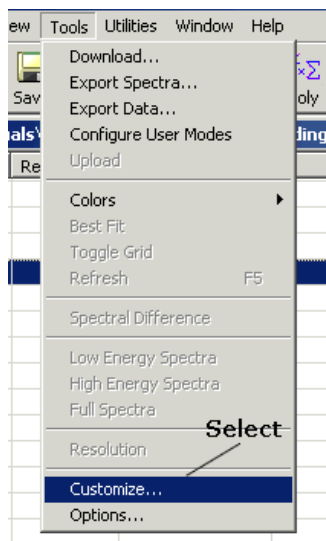 ew Tools Utilities Window Help
Download...
Export Spectra...
Sav
oly
Export Data...
als\
ding
Configure User Modes
Re
Upload
Colors
Best Fit
Toggle Grid
Refresh F5
Spectral Difference
Low Energy Spectra
High Energy Spectra
Full Spectra
Select
Resolution
Customize...
Options...